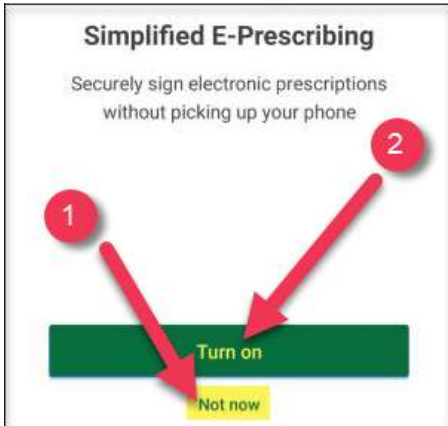 Simplified E-Prescribing
Securely sign electronic prescriptions
without picking up your phone
2
1
Turn on
Not now